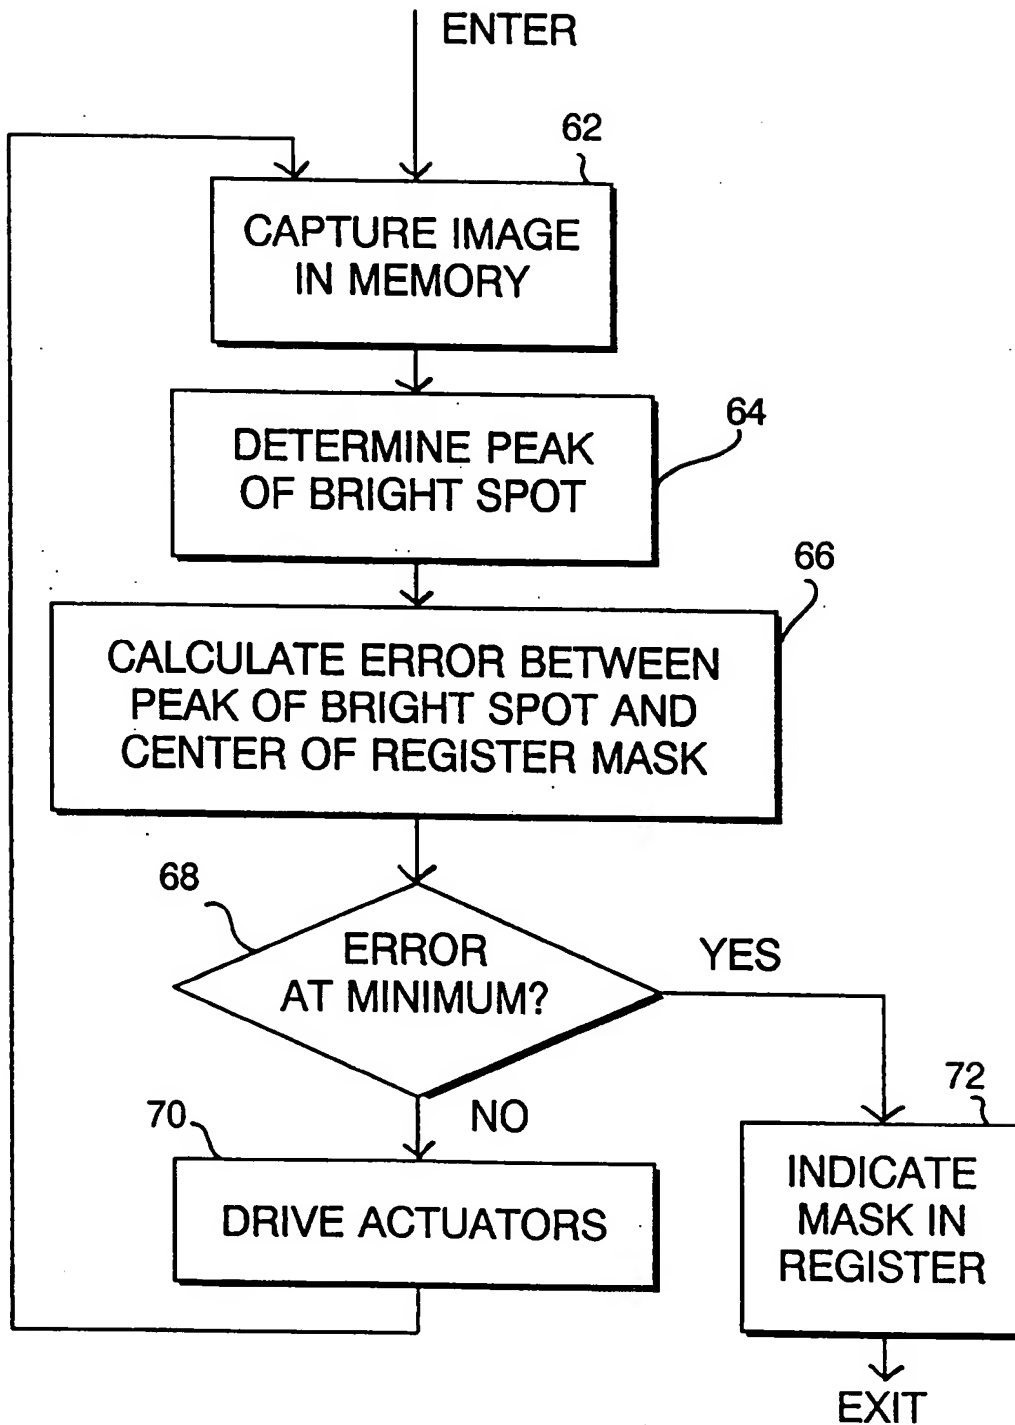 ENTER
62
CAPTURE IMAGE
IN MEMORY
64
DETERMINE PEAK
OF BRIGHT SPOT
66
CALCULATE ERROR BETWEEN
PEAK OF BRIGHT SPOT AND
CENTER OF REGISTER MASK
68
ERROR
AT MINIMUM?
YES
NO
70
DRIVE ACTUATORS
72
INDICATE
MASK IN
REGISTER
EXIT